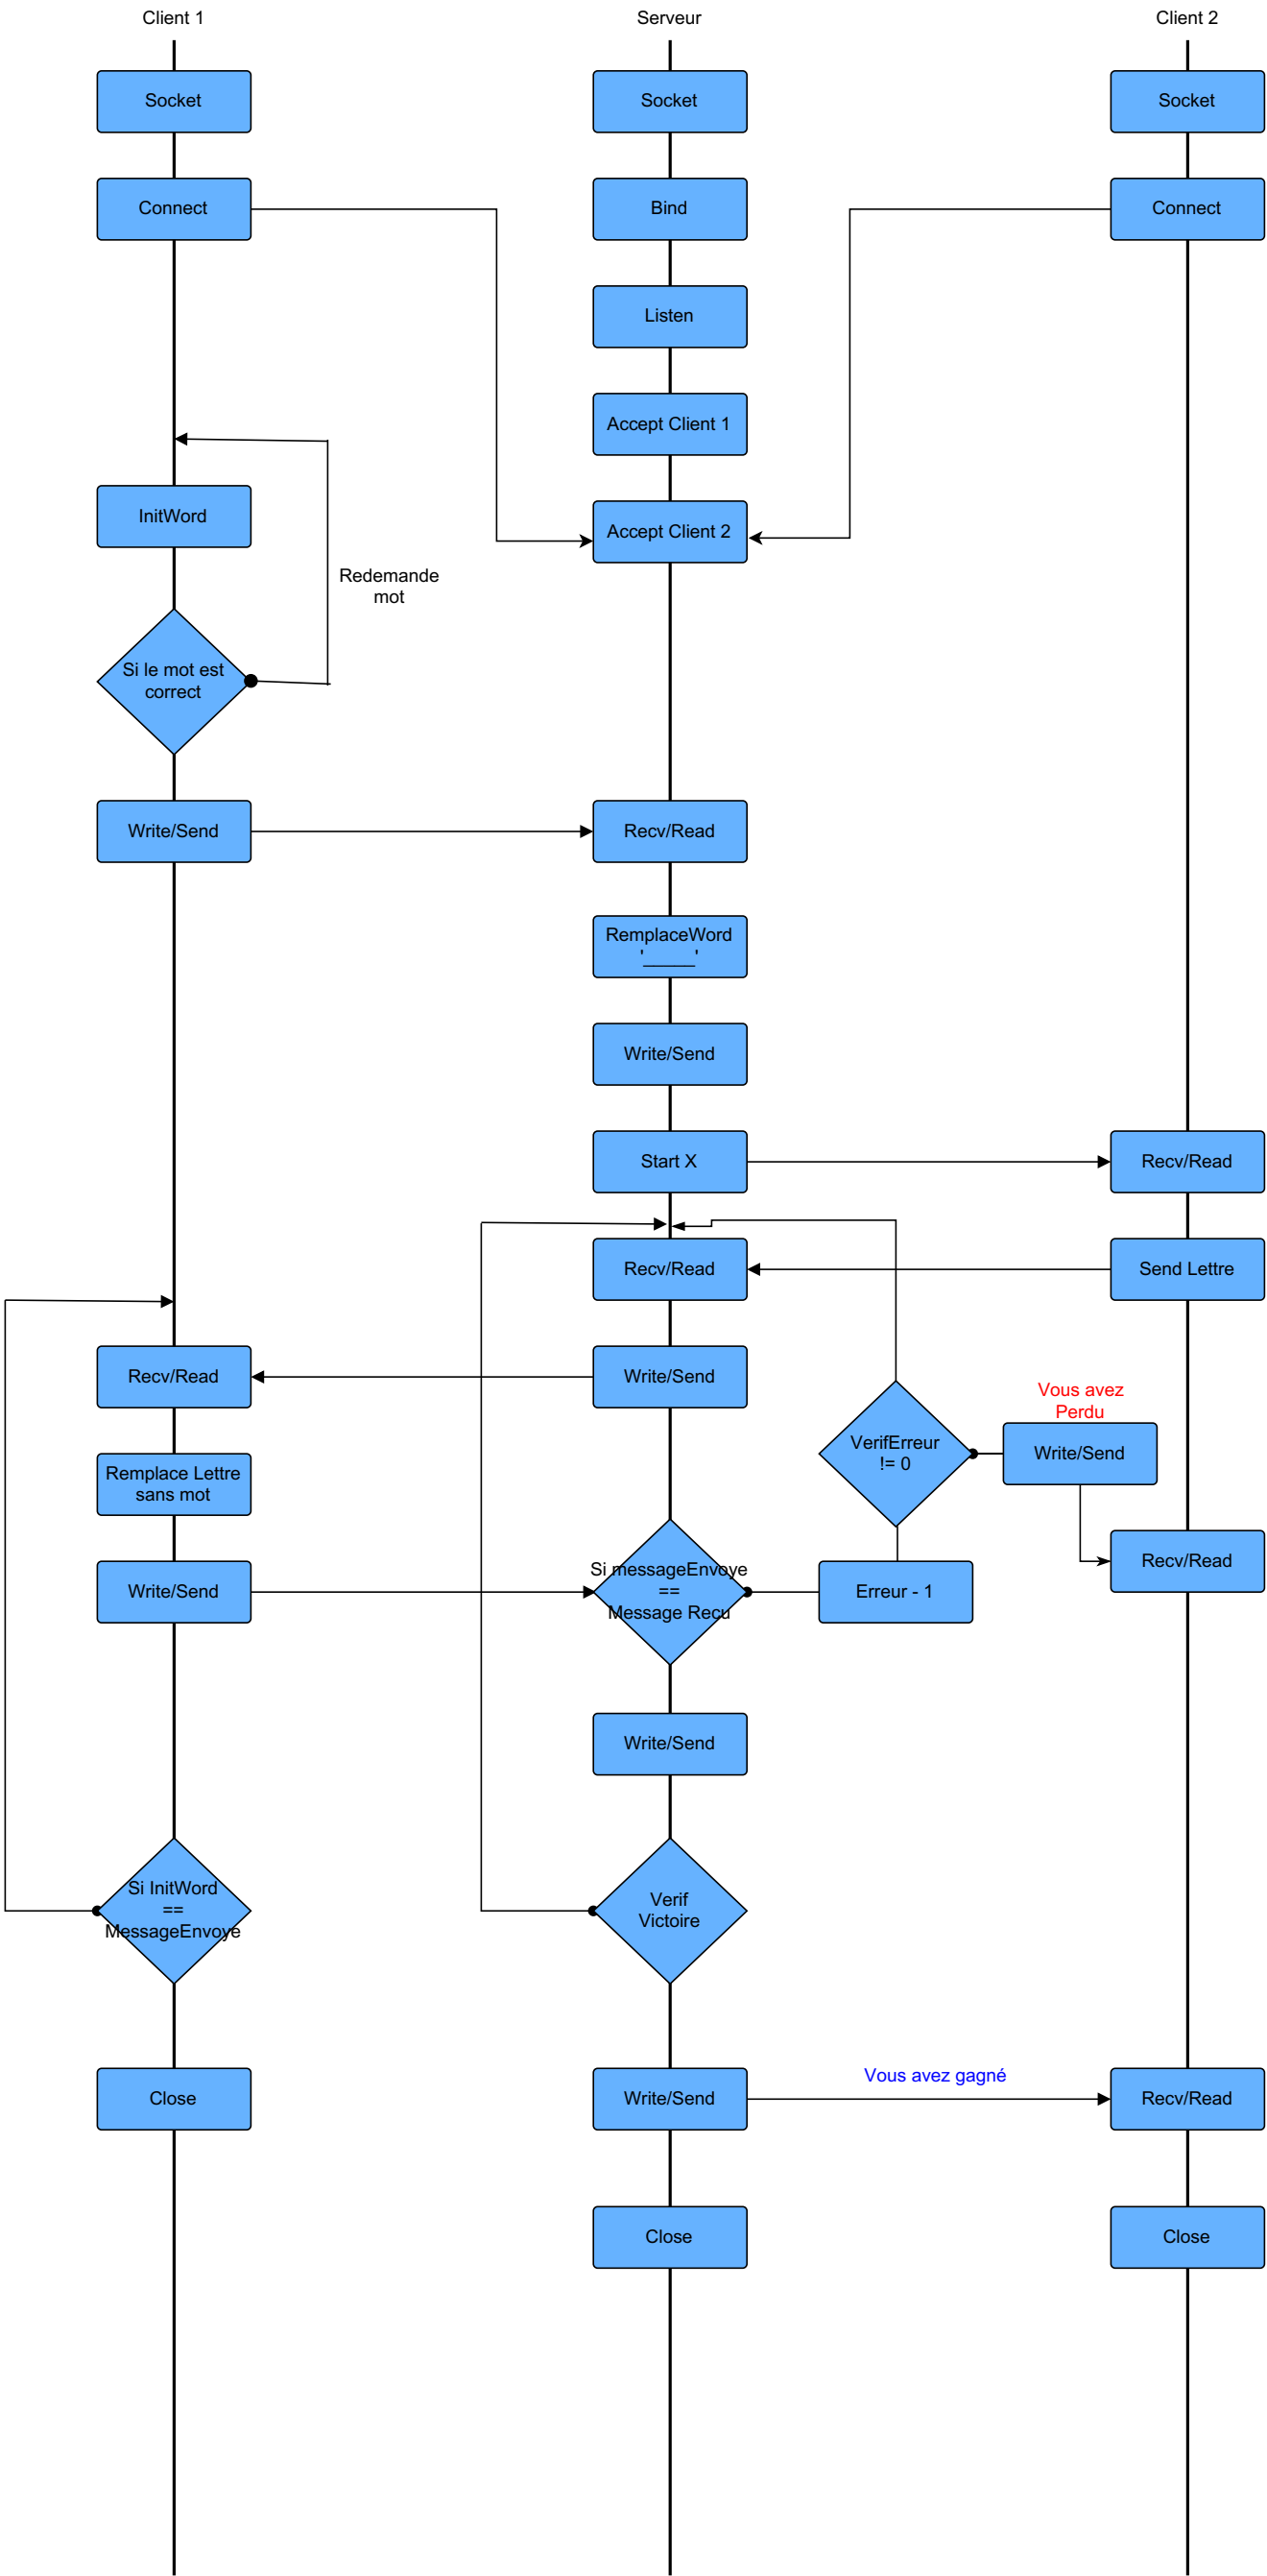 Client 1
Serveur
Client 2
Socket
Socket
Socket
Connect
Bind
Connect
Listen
Accept Client 1
InitWord
Accept Client 2
Redemande
mot
Si le mot est
correct
Write/Send
Recv/Read
RemplaceWord
'_____'
Write/Send
Start X
Recv/Read
Recv/Read
Send Lettre
Recv/Read
Write/Send
Vous avez
Perdu
VerifErreur
!= 0
Write/Send
Remplace Lettre
sans mot
Write/Send
Si messageEnvoye
==
Message Recu
Erreur - 1
Recv/Read
Write/Send
Si InitWord
==
MessageEnvoye
Verif
Victoire
Close
Write/Send
Vous avez gagné
Recv/Read
Close
Close